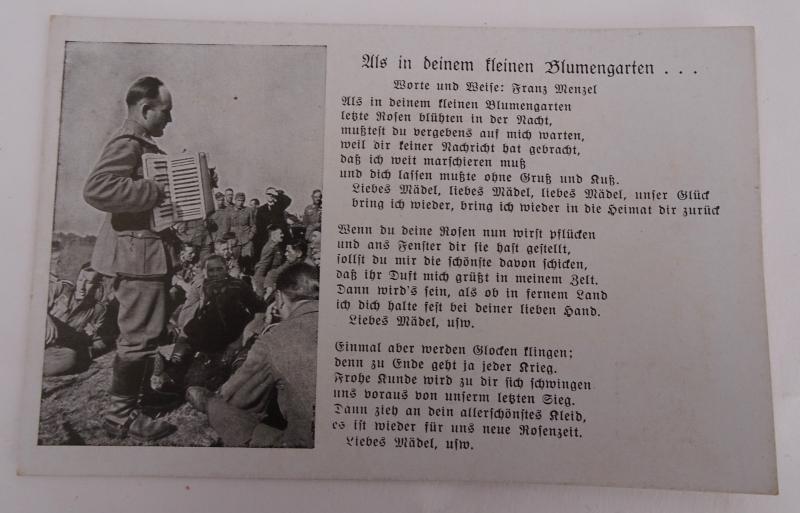 Als in deinem kleinen Blumengarten . . .
Worte und Weise: Franz Menzel
Als in deinem kleinen Blumengarten
letzte Rosen blühten in der Nacht,
mußtest du vergebens auf mich warten,
weil dir keiner Nachricht hat gebracht,
daß ich weit marschieren muß
und dich lassen mußte ohne Gruß und Kuß.
Liebes Mädel, liebes Mädel, liebes Mädel, unser Glück
bring ich wieder, bring ich wieder in die Heimat dir zurück
Wenn du deine Rosen nun wirst pflücken
und ans Fenster dir sie hast gestellt,
sollst du mir die schönste davon schicken,
daß ihr Duft mich grüßt in meinem Zelt.
Dann wird's sein, als ob in fernem Land
ich dich halte fest bei deiner lieben Hand.
Liebes Mädel, usw.
Einmal aber werden Glocken klingen;
denn zu Ende geht ja jeder Krieg.
Frohe Kunde wird zu dir sich schwingen
uns voraus von unserm letzten Sieg.
Dann zieh an dein allerschönstes Kleid,
es ist wieder für uns neue Rosenzeit.
Liebes Mädel, usw.